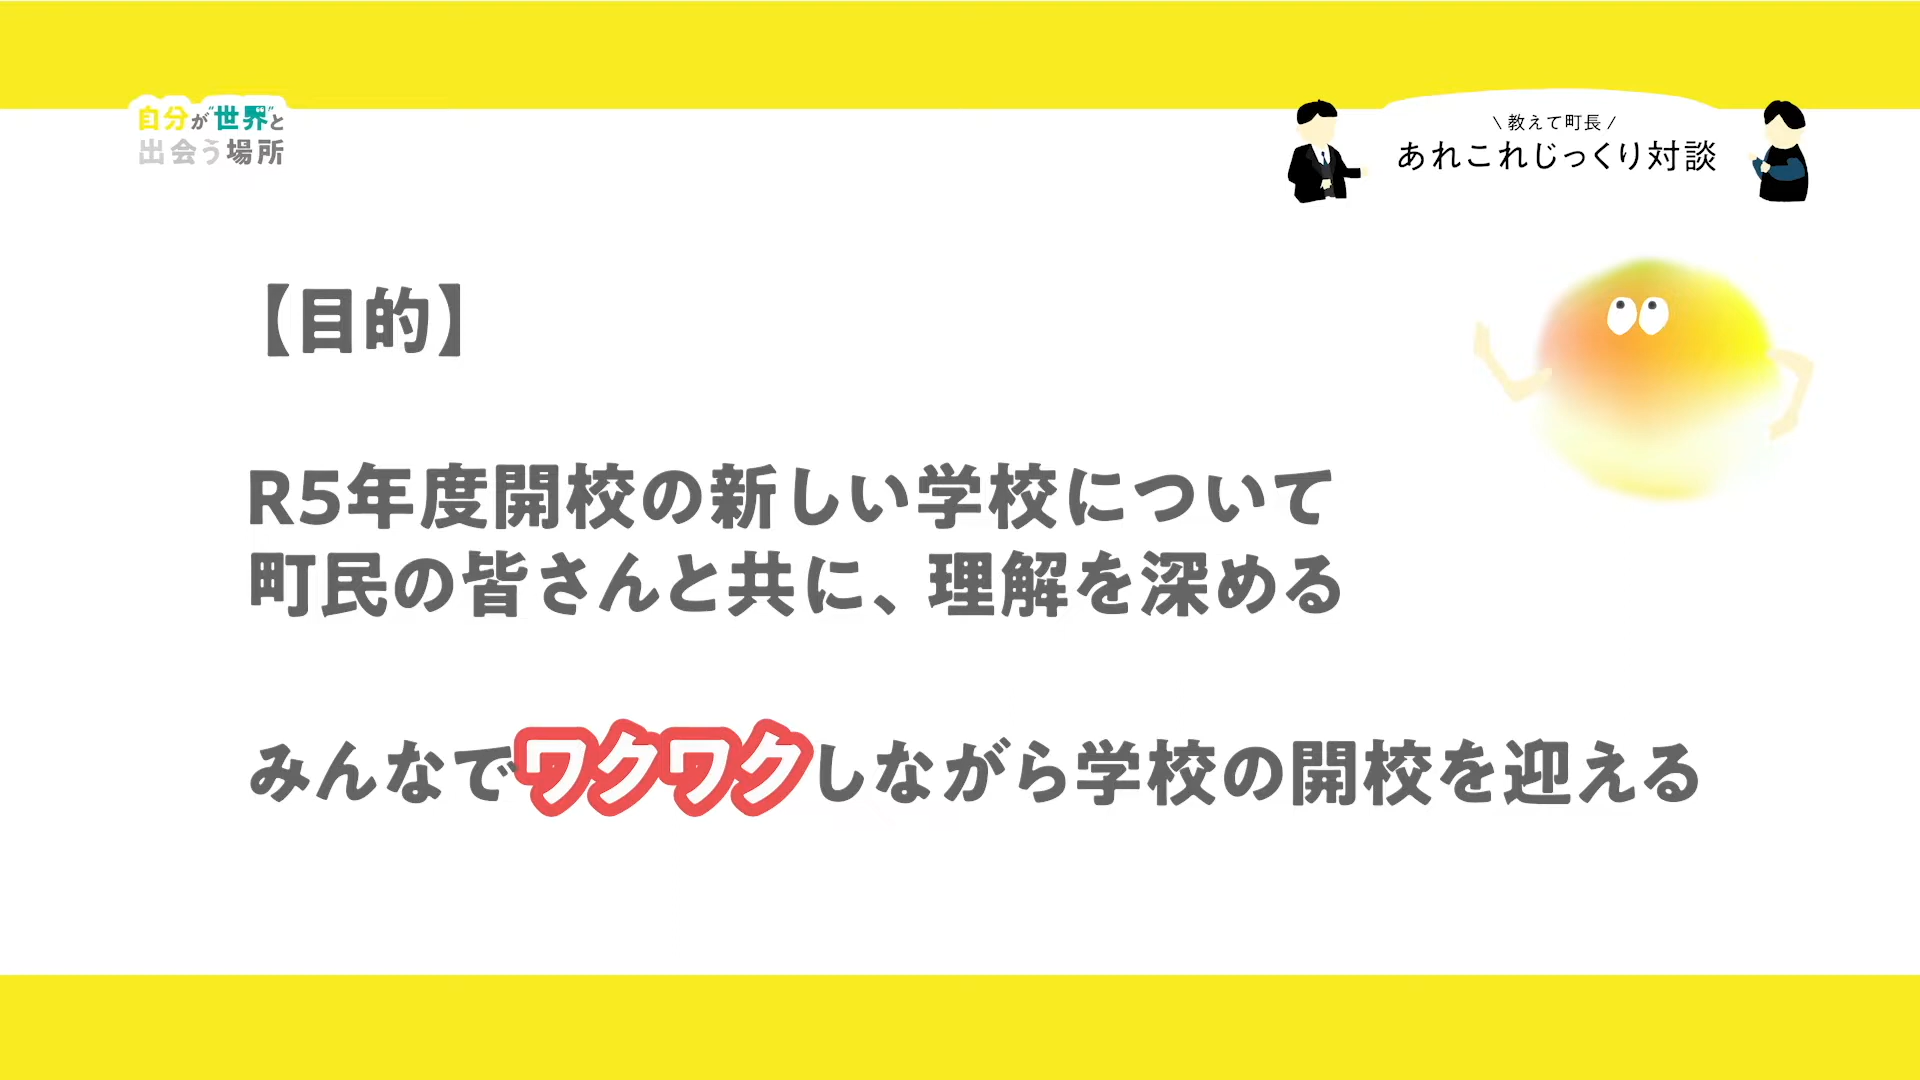 自分が“世界”と
出会う場所
\ 教えて町長 /
あれこれじっくり対談
【目的】
R5年度開校の新しい学校について
町民の皆さんと共に、理解を深める
みんなでワクワクしながら学校の開校を迎える